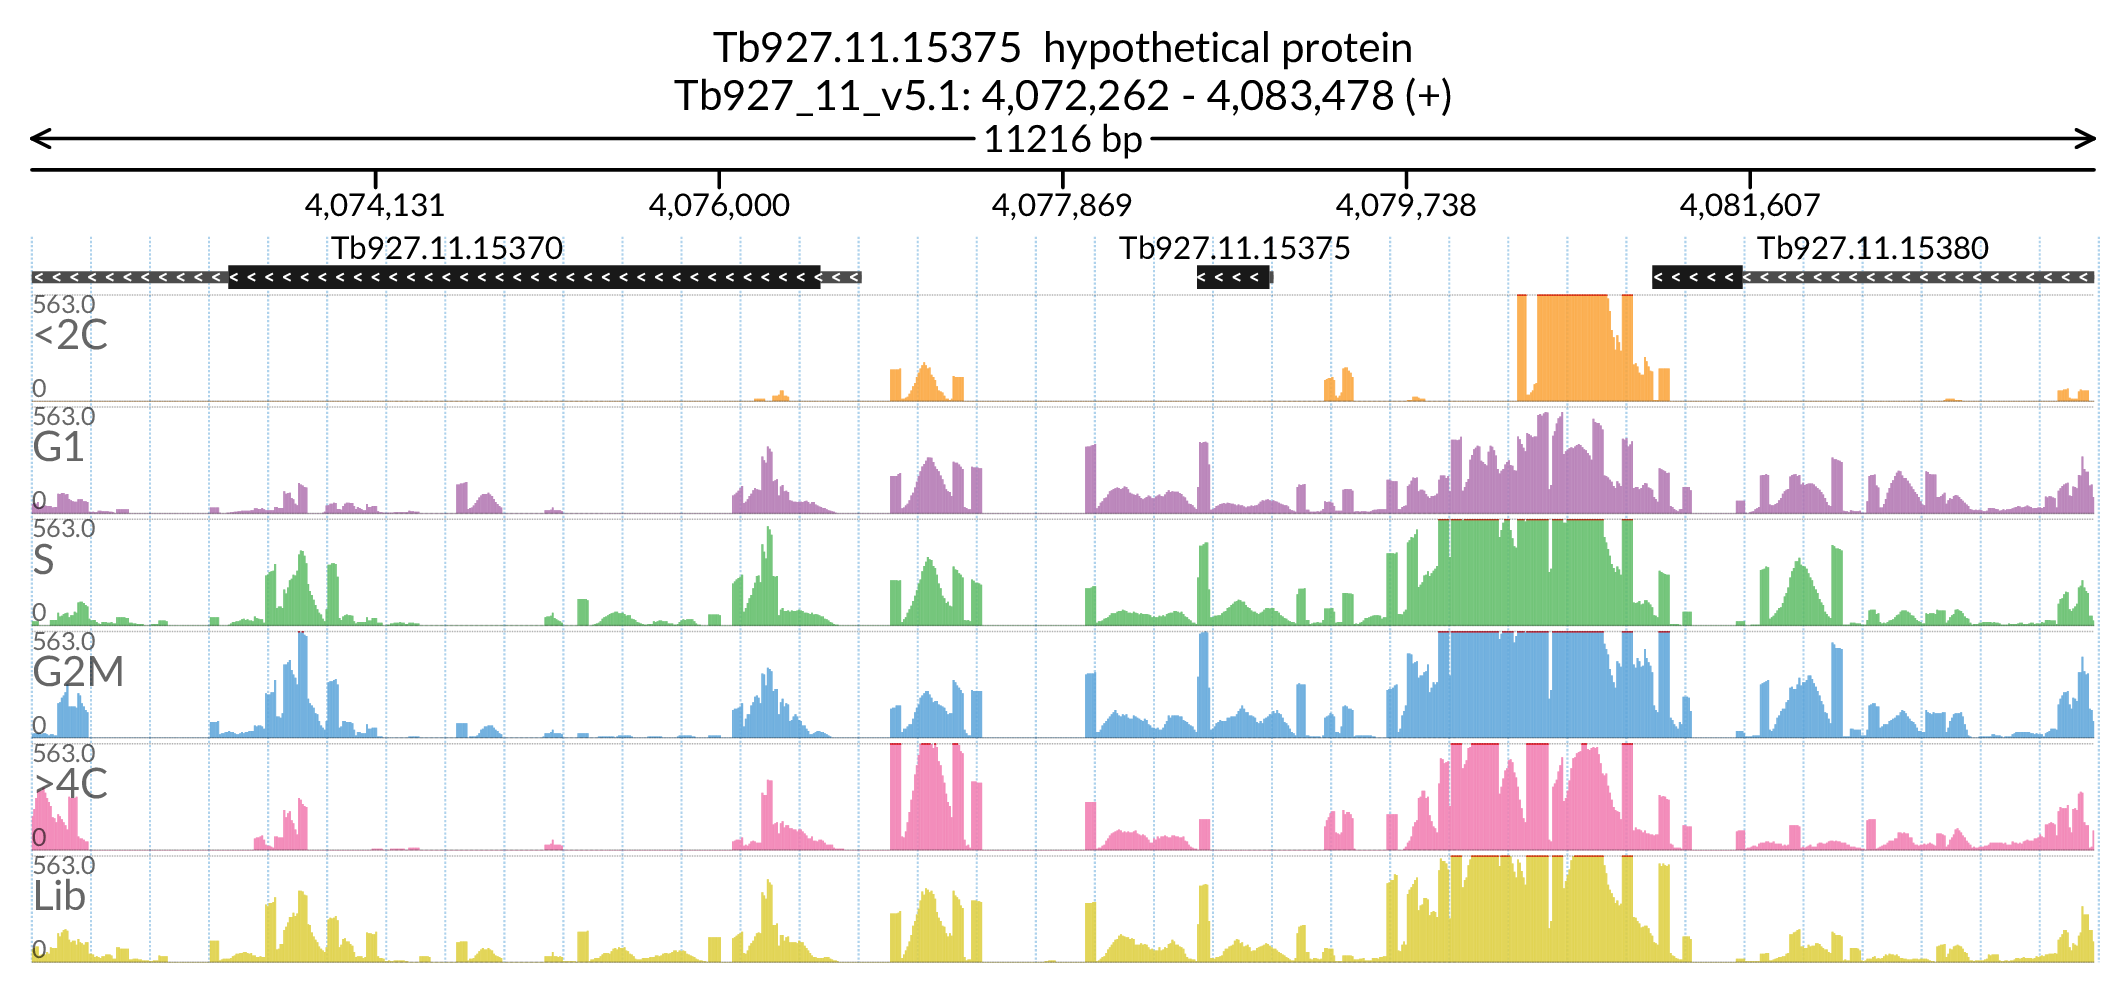 Tb927.11.15375  hypothetical protein
Tb927_11_v5.1: 4,072,262 - 4,083,478 (+)
11216 bp
4,074,131 4,076,000 4,077,869 4,079,738 4,081,607
Tb927.11.15370 Tb927.11.15375 Tb927.11.15380
563.0
<2C
0
563.0
G1
0
563.0
S
0
563.0
G2M
0
563.0
>4C
0
563.0
Lib
0